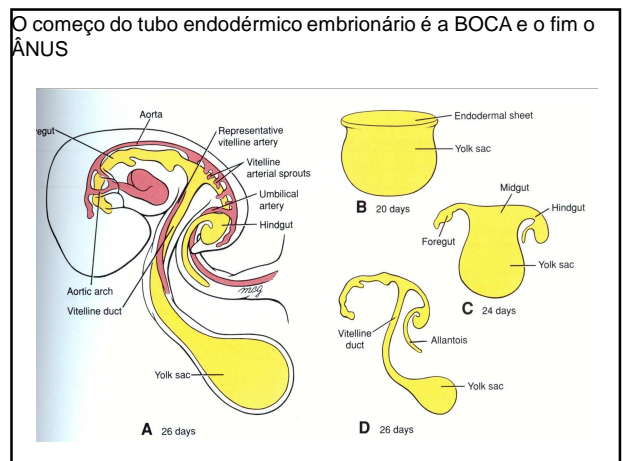 O começo do tubo endodérmico embrionário é a BOCA e o fim o
ÂNUS
Aorta
egut
Representative
vitelline artery
Vitelline
arterial sprouts
Umbilical
artery
Hindgut
Aortic arch
Vitelline duct
mcg
Yolk sac
A 26 days
Endodermal sheet
Yolk sac
B 20 days
Midgut
Hindgut
Foregut
Yolk sac
C 24 days
Vitelline
duct
Allantois
Yolk sac
D 26 days